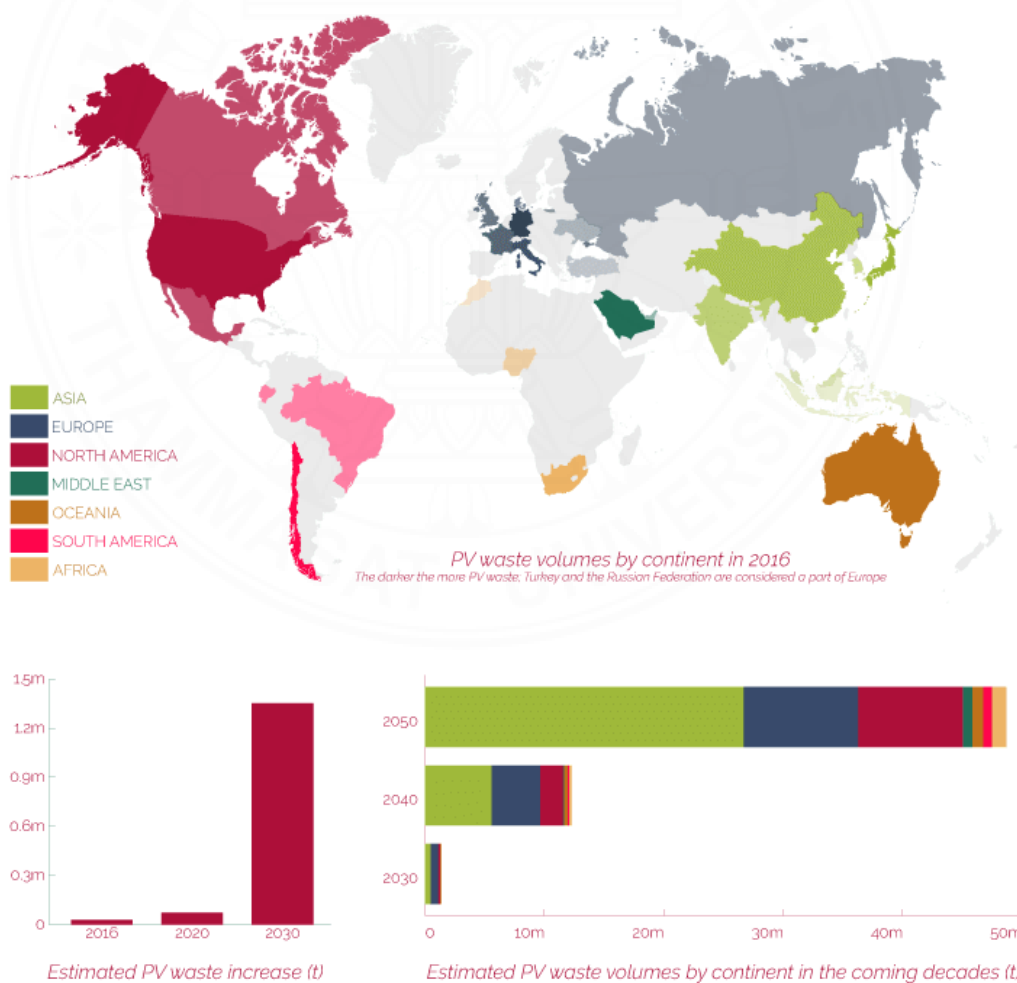 ASIA
EUROPE
NORTH AMERICA
MIDDLE EAST
OCEANIA
SOUTH AMERICA
AFRICA
PV waste volumes by continent in 2016
The darker the more PV waste; Turkey and the Russian Federation are considered a part of Europe
1.5m
1.2m
0.9m
0.6m
0.3m
0
2016 2020 2030
Estimated PV waste increase (t)
2050
2040
2030
0 10m 20m 30m 40m 50m
Estimated PV waste volumes by continent in the coming decades (t